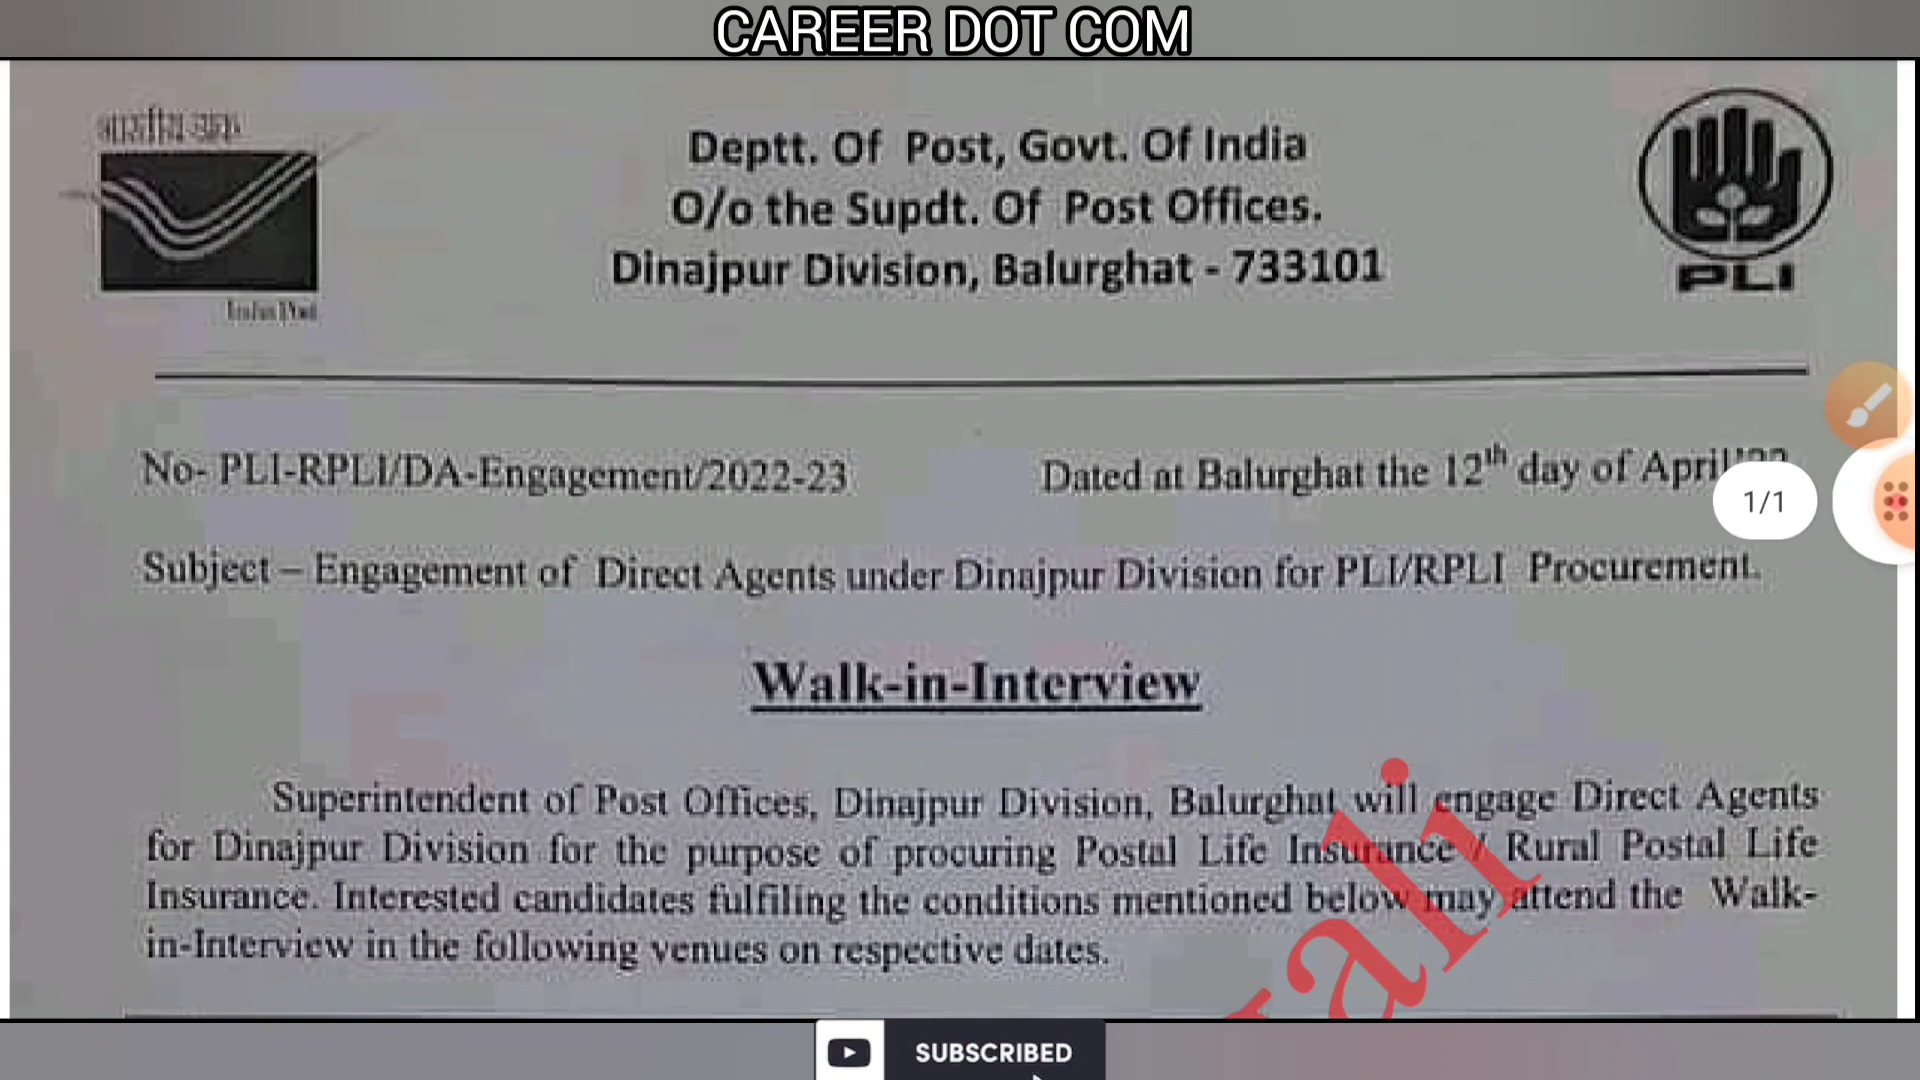 CAREER DOT COM
भारतीय डाक
India Post
Deptt. Of Post, Govt. Of India
O/o the Supdt. Of Post Offices.
Dinajpur Division, Balurghat - 733101
PLI
No- PLI-RPLI/DA-Engagement/2022-23 Dated at Balurghat the 12th day of April'22
1/1
Subject – Engagement of Direct Agents under Dinajpur Division for PLI/RPLI Procurement.
Walk-in-Interview
Superintendent of Post Offices, Dinajpur Division, Balurghat will engage Direct Agents
for Dinajpur Division for the purpose of procuring Postal Life Insurance / Rural Postal Life
Insurance. Interested candidates fulfiling the conditions mentioned below may attend the Walk-
in-Interview in the following venues on respective dates.
ali
SUBSCRIBED